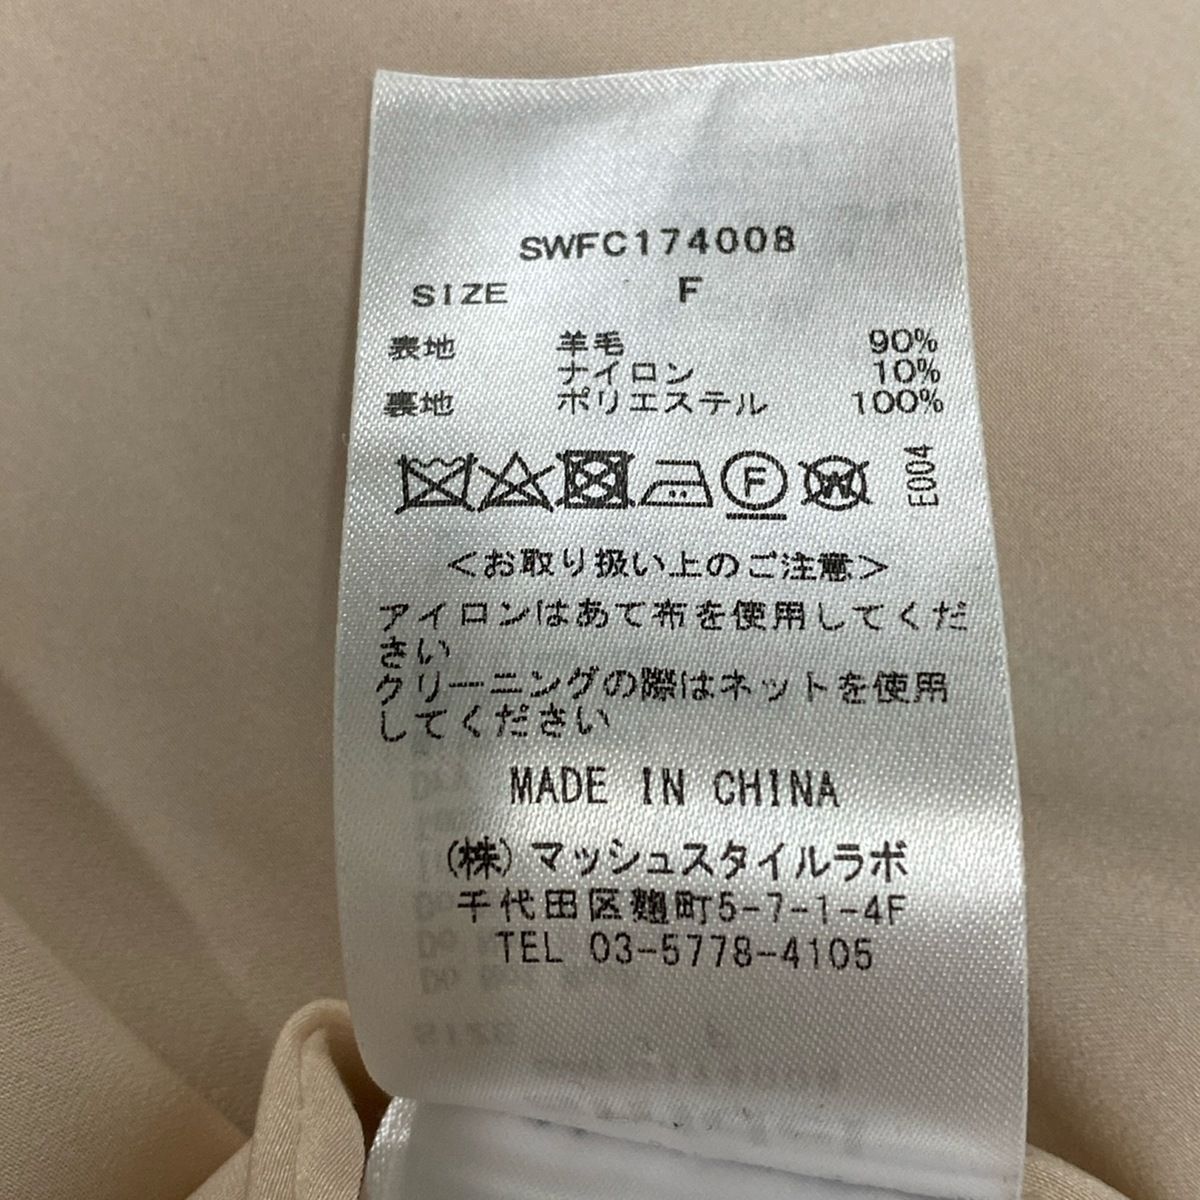 SWFC174008
SIZE F
表地 羊毛 90%
ナイロン 10%
裏地 ポリエステル 100%
F W E004
<お取り扱い上のご注意>
アイロンはあて布を使用してくだ
さい
クリーニングの際はネットを使用
してください
MADE IN CHINA
(株)マッシュスタイルラボ
千代田区麹町5-7-1-4F
TEL 03-5778-4105